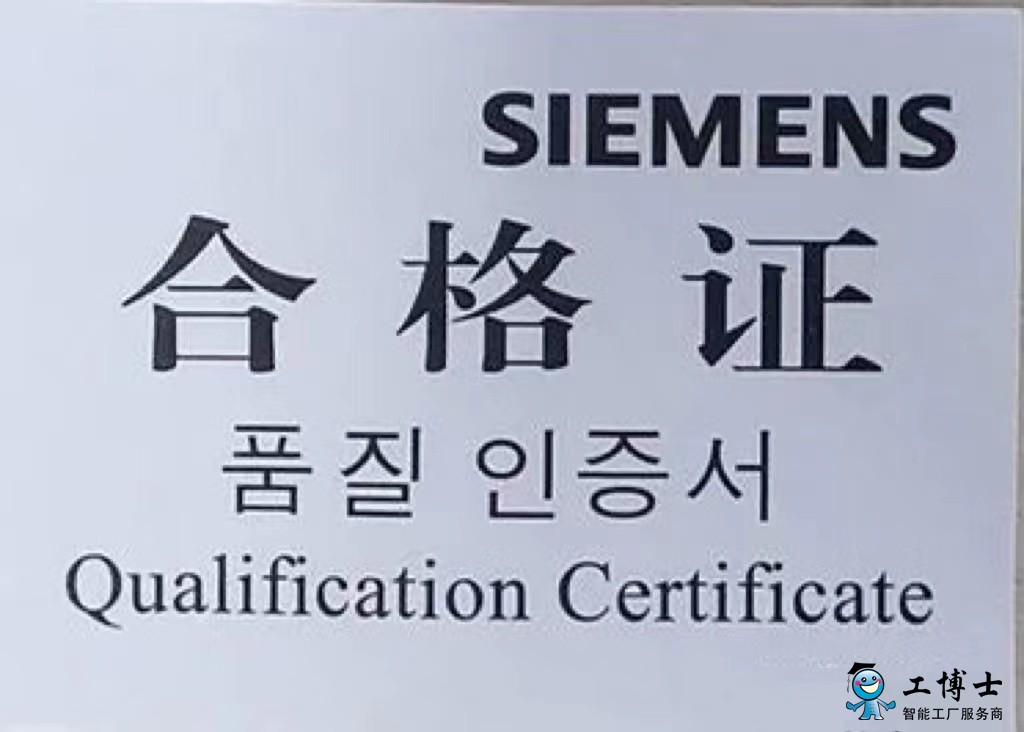 SIEMENS
合格证
품질 인증서
Qualification Certificate
工博士
智能工厂服务商